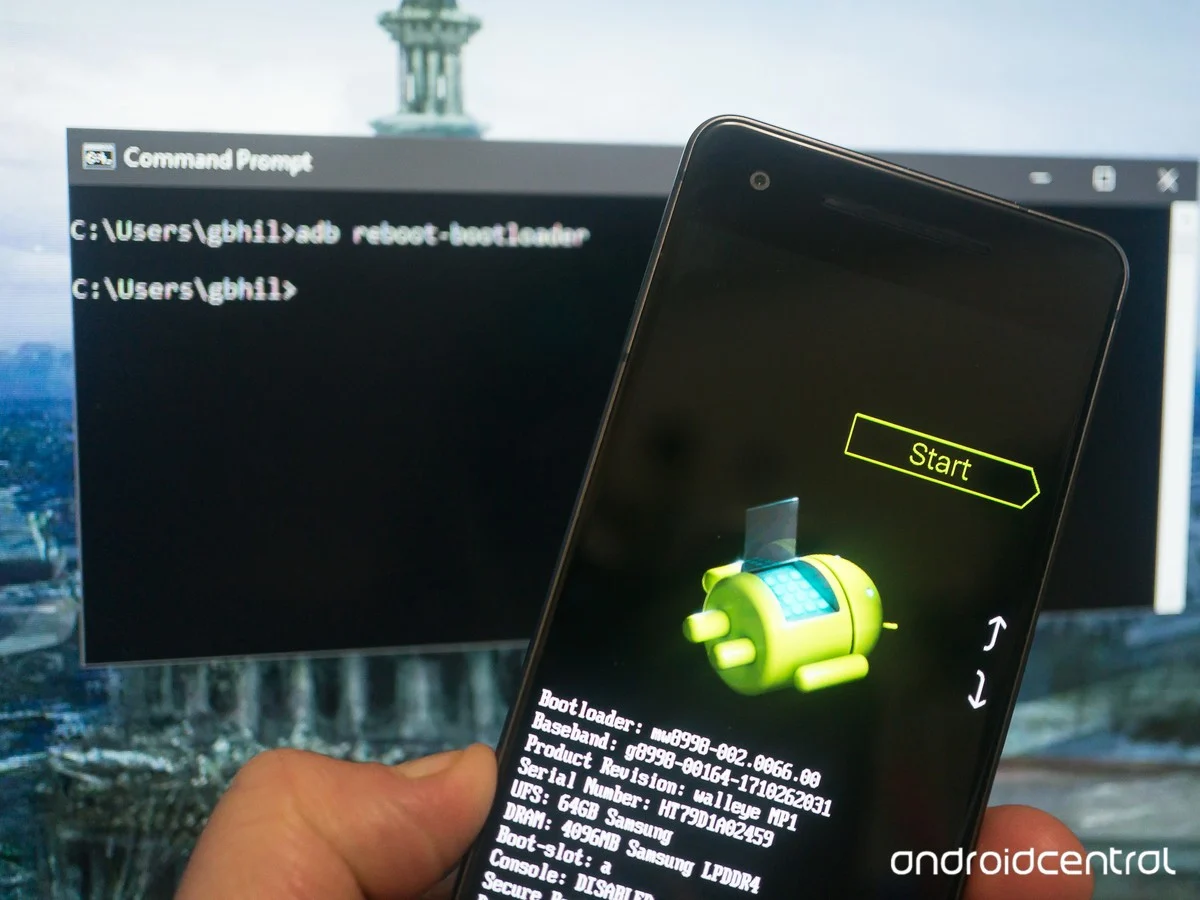 Command Prompt
C:\Users\gbhil>adb reboot-bootloader
C:\Users\gbhil>
Start
Bootloader: mw8998-002.0066.00
Baseband: g8998-00164-1710262031
Product Revision: walleye MP1
Serial Number: HT79D1A02459
UFS: 64GB Samsung
DRAM: 4096MB Samsung LPDDR4
Boot-slot: a
Console: DISABLED
Secure
androidcentral